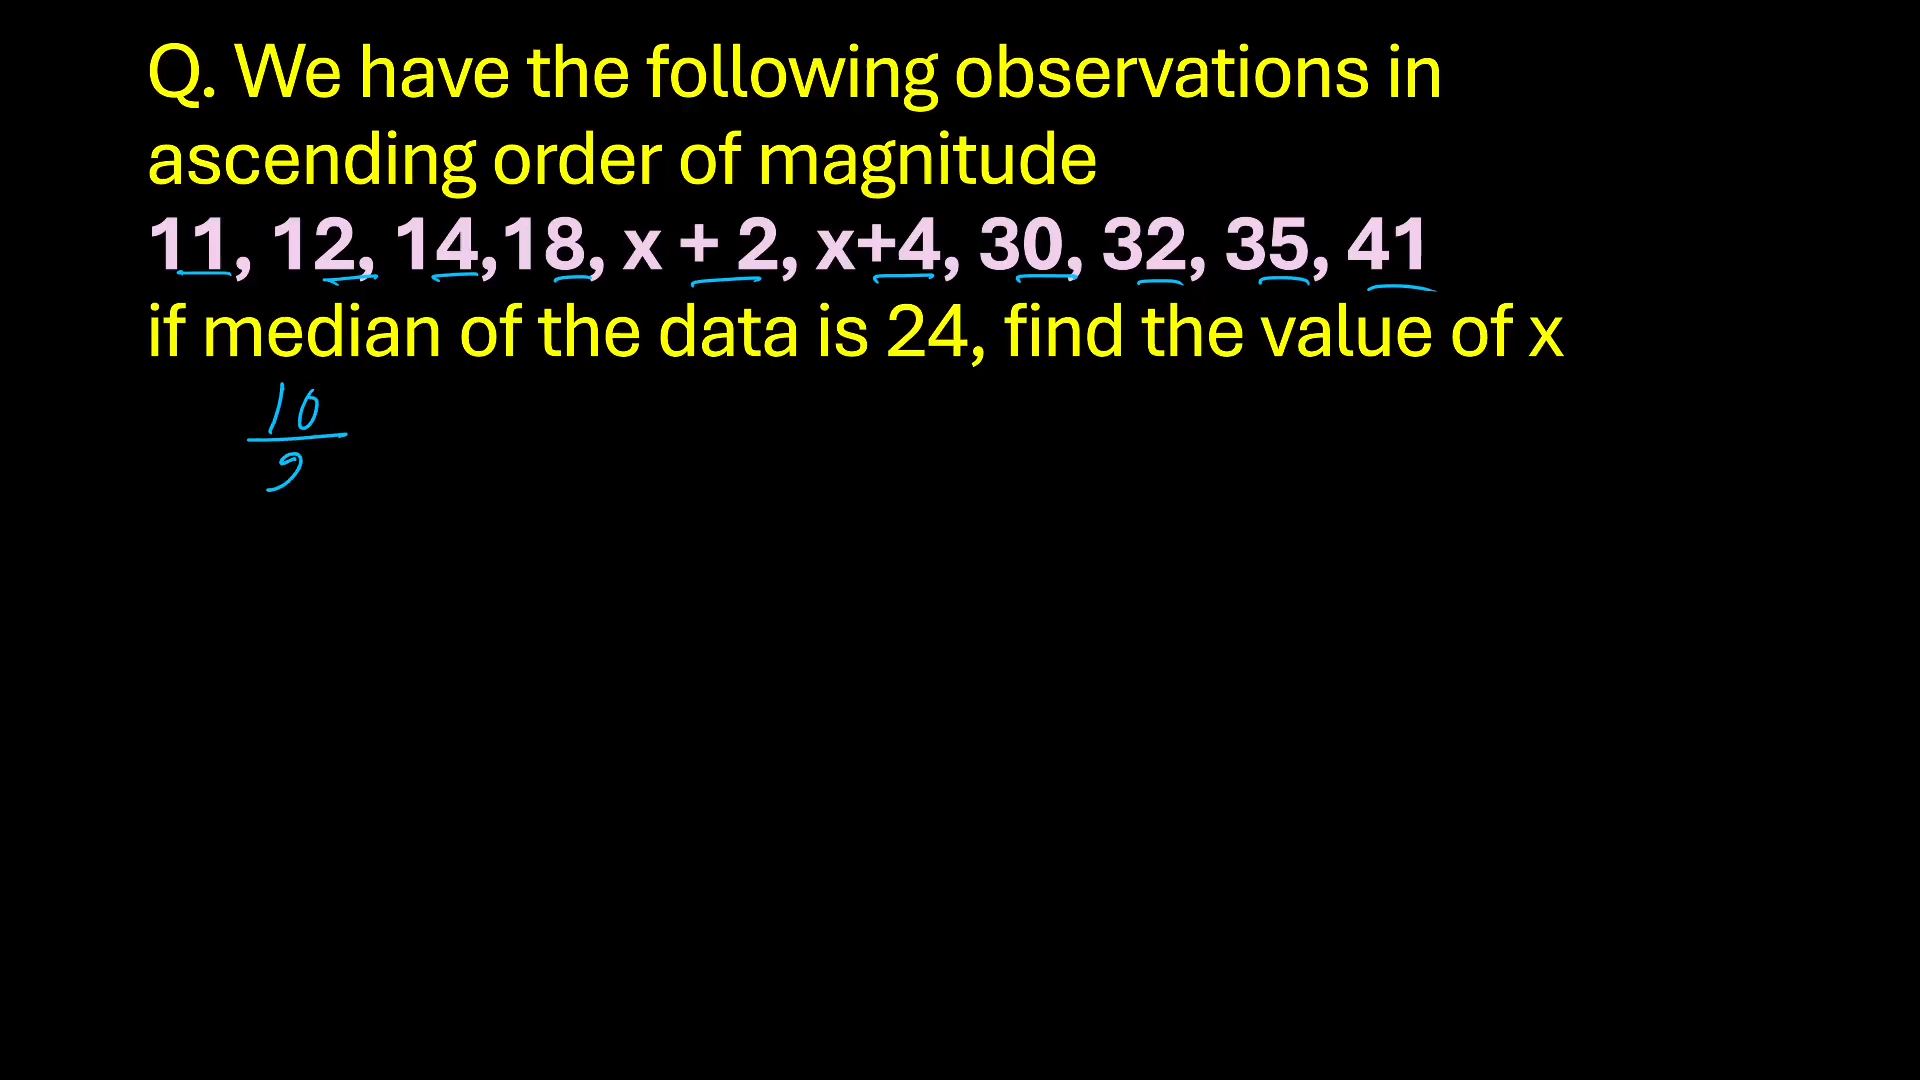 Q. We have the following observations in
ascending order of magnitude
11, 12, 14,18, x + 2, x+4, 30, 32, 35, 41
if median of the data is 24, find the value of x
10